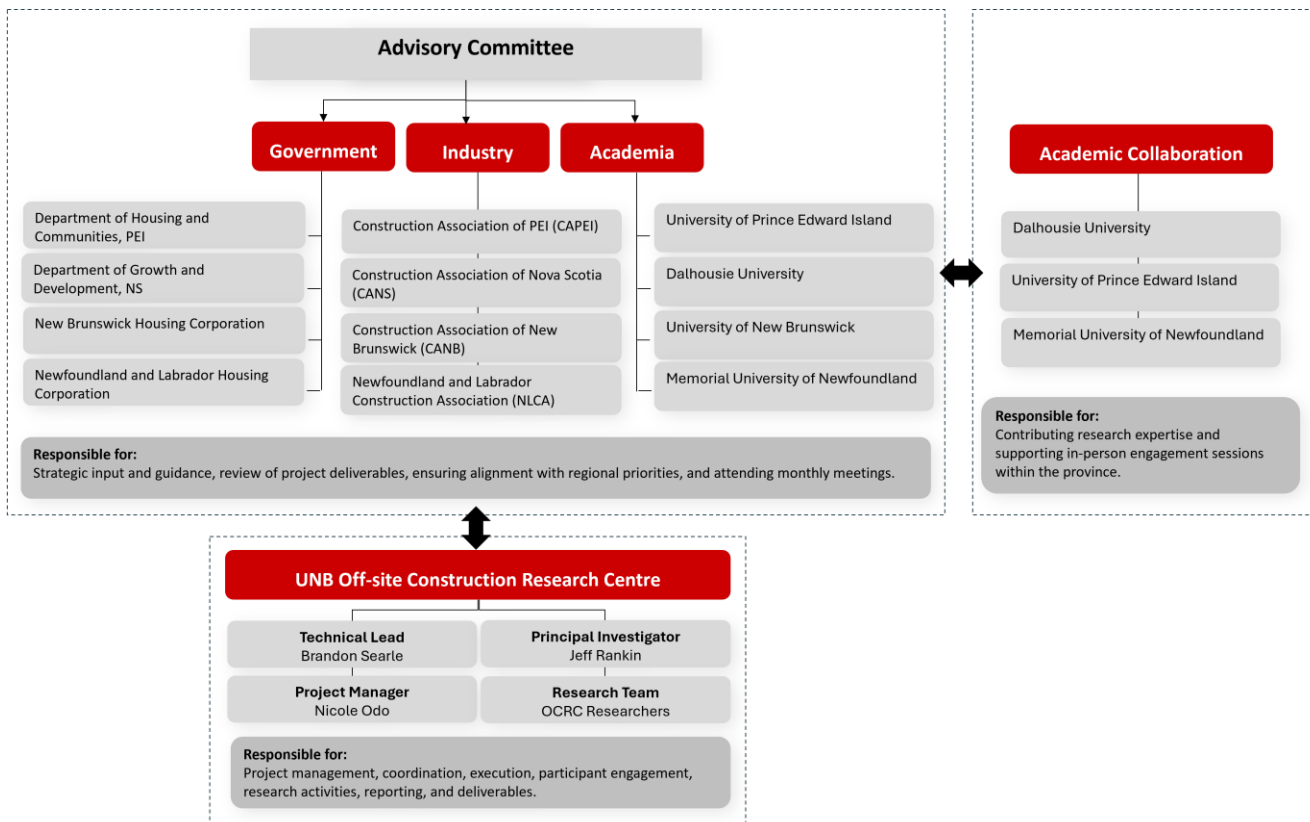 Advisory Committee
Government
Industry
Academia
Department of Housing and
Communities, PEI
Department of Growth and
Development, NS
New Brunswick Housing Corporation
Newfoundland and Labrador Housing
Corporation
Construction Association of PEI (CAPEI)
Construction Association of Nova Scotia
(CANS)
Construction Association of New
Brunswick (CANB)
Newfoundland and Labrador
Construction Association (NLCA)
University of Prince Edward Island
Dalhousie University
University of New Brunswick
Memorial University of Newfoundland
Responsible for:
Strategic input and guidance, review of project deliverables, ensuring alignment with regional priorities, and attending monthly meetings.
Academic Collaboration
Dalhousie University
University of Prince Edward Island
Memorial University of Newfoundland
Responsible for:
Contributing research expertise and
supporting in-person engagement sessions
within the province.
UNB Off-site Construction Research Centre
Technical Lead
Brandon Searle
Principal Investigator
Jeff Rankin
Project Manager
Nicole Odo
Research Team
OCRC Researchers
Responsible for:
Project management, coordination, execution, participant engagement,
research activities, reporting, and deliverables.